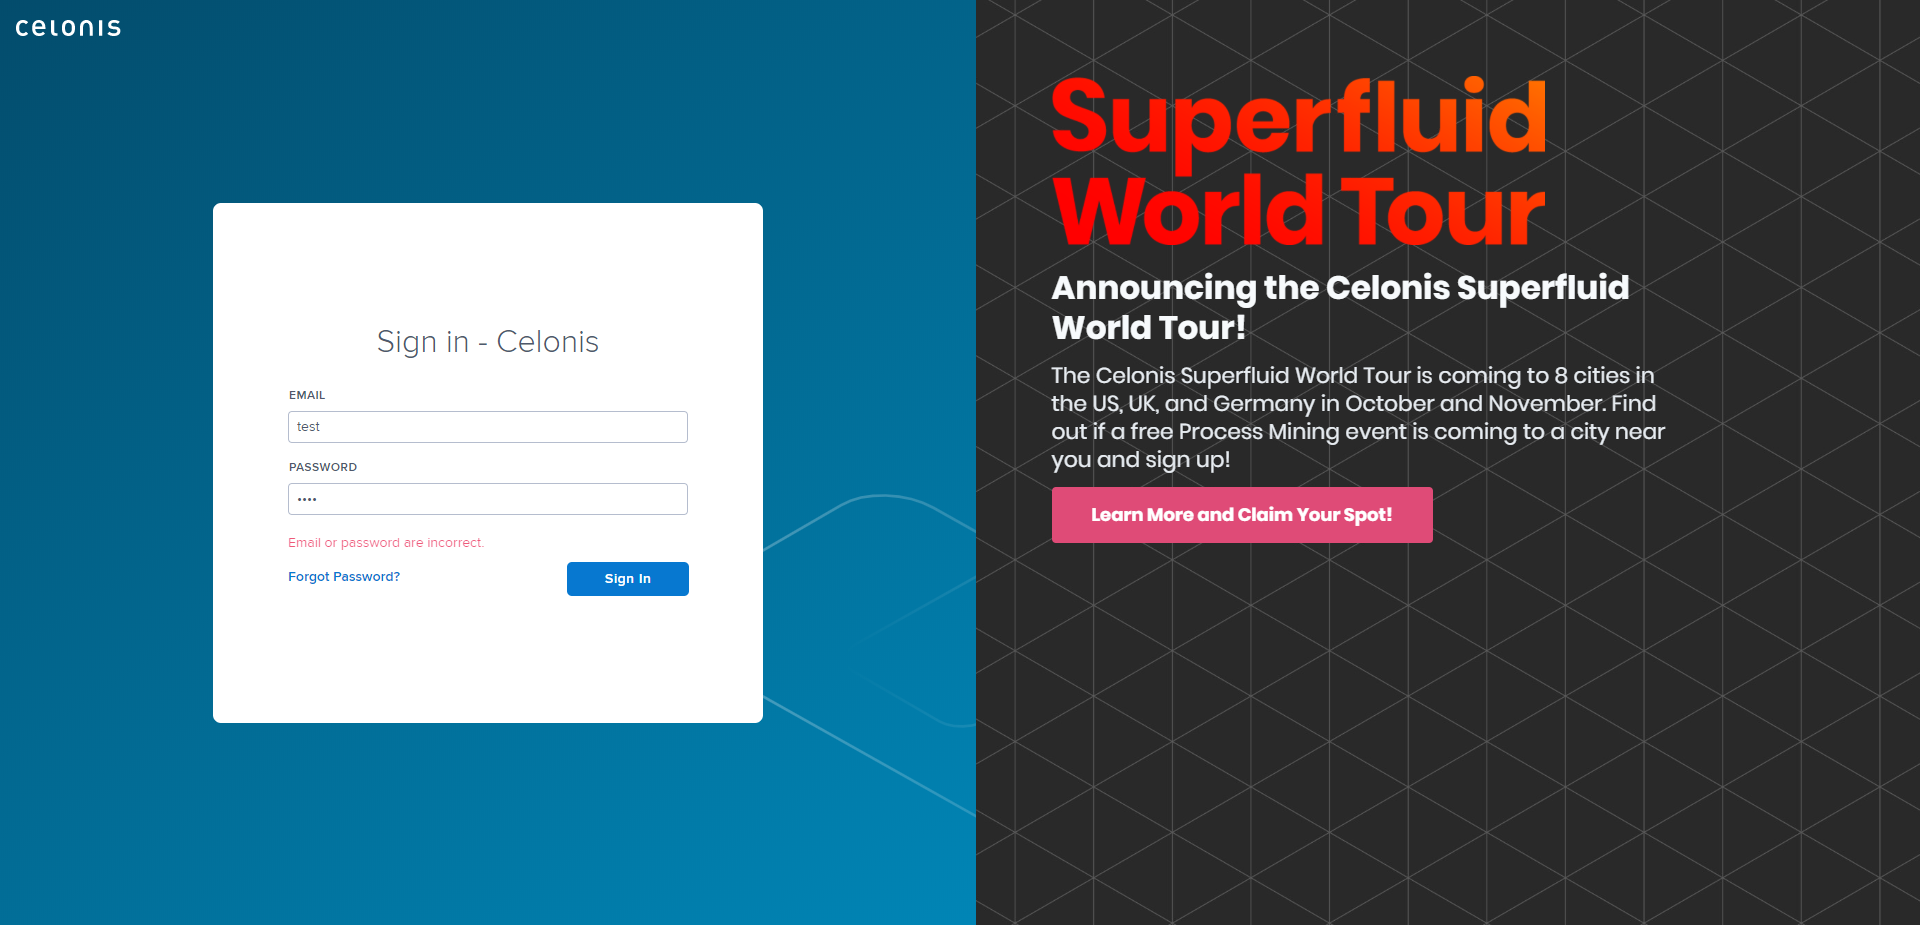 celonis
Sign in - Celonis
EMAIL
test
PASSWORD
••••
Email or password are incorrect.
Forgot Password?
Sign In
Superfluid
World Tour
Announcing the Celonis Superfluid
World Tour!
The Celonis Superfluid World Tour is coming to 8 cities in
the US, UK, and Germany in October and November. Find
out if a free Process Mining event is coming to a city near
you and sign up!
Learn More and Claim Your Spot!